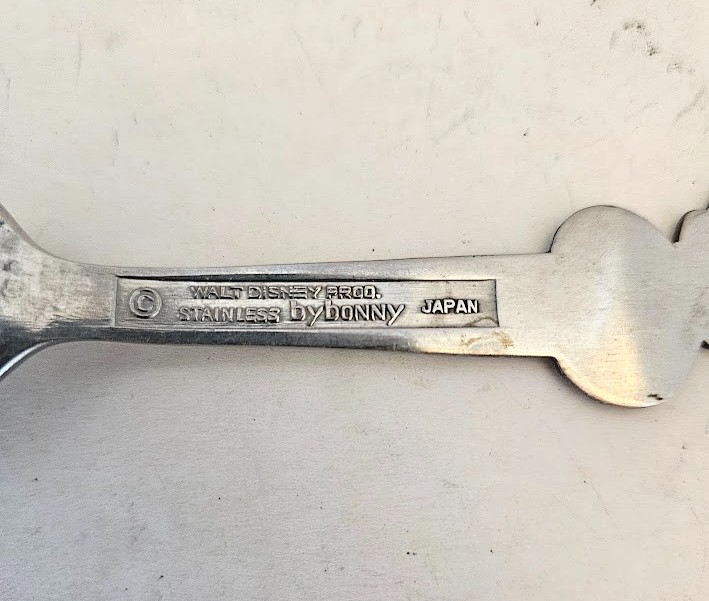 © WALT DISNEY PROD.
STAINLESS bybonny JAPAN